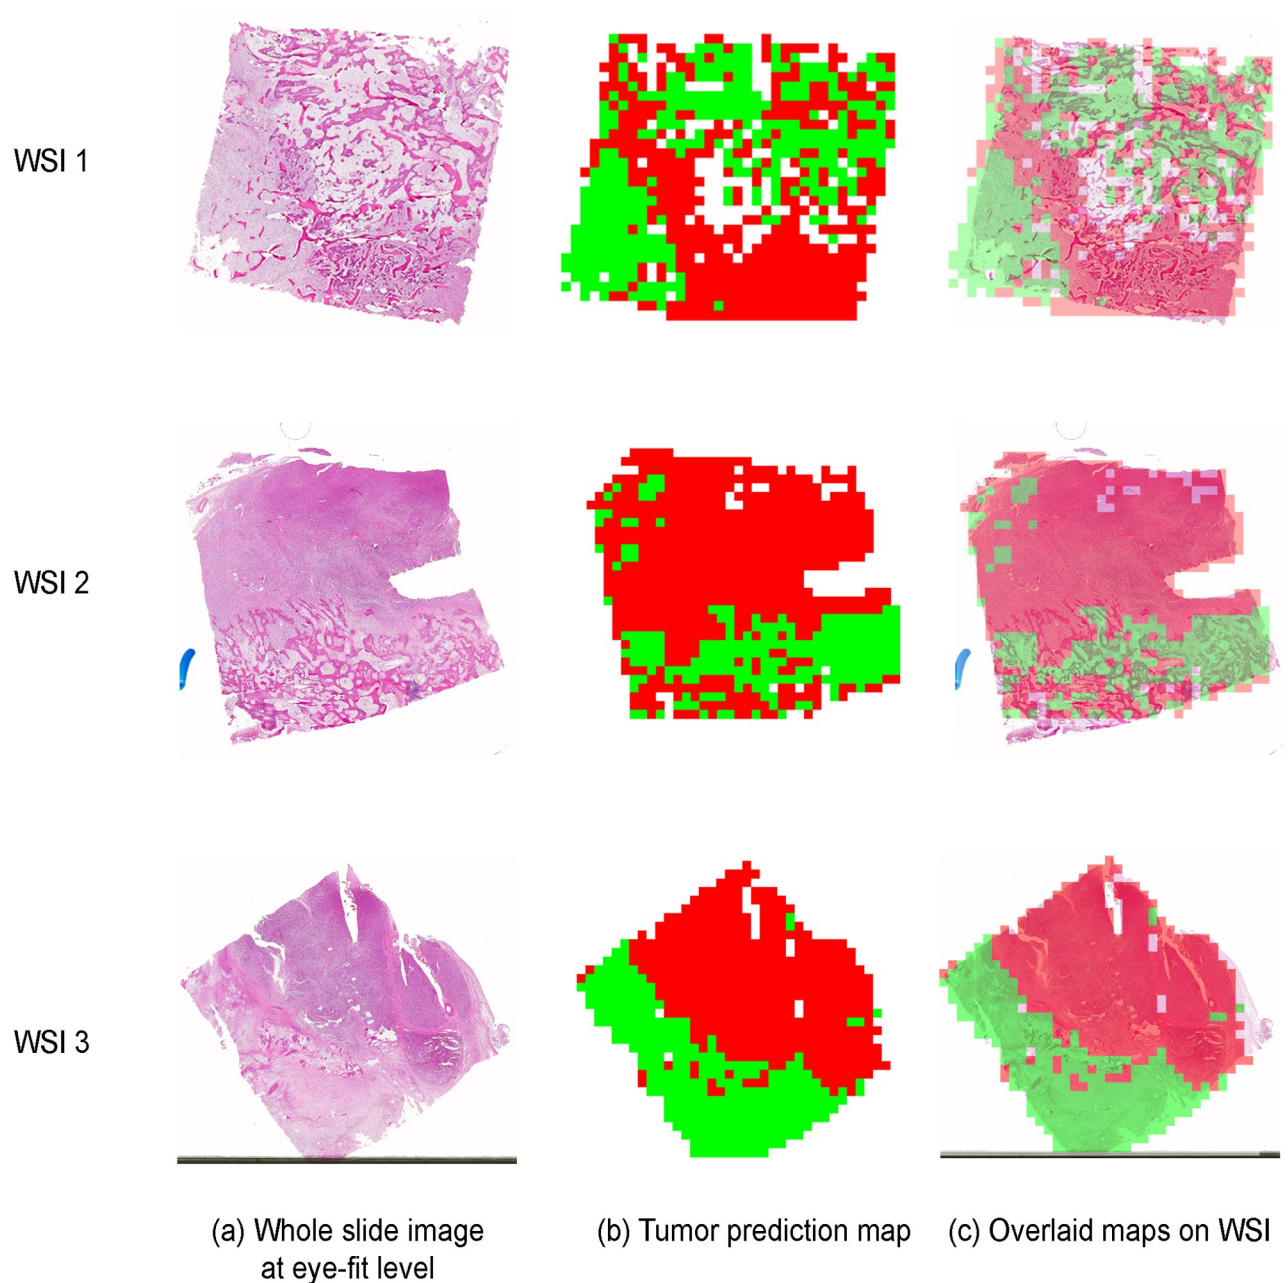 WSI 1
WSI 2
WSI 3
(a) Whole slide image
at eye-fit level
(b) Tumor prediction map
(c) Overlaid maps on WSI